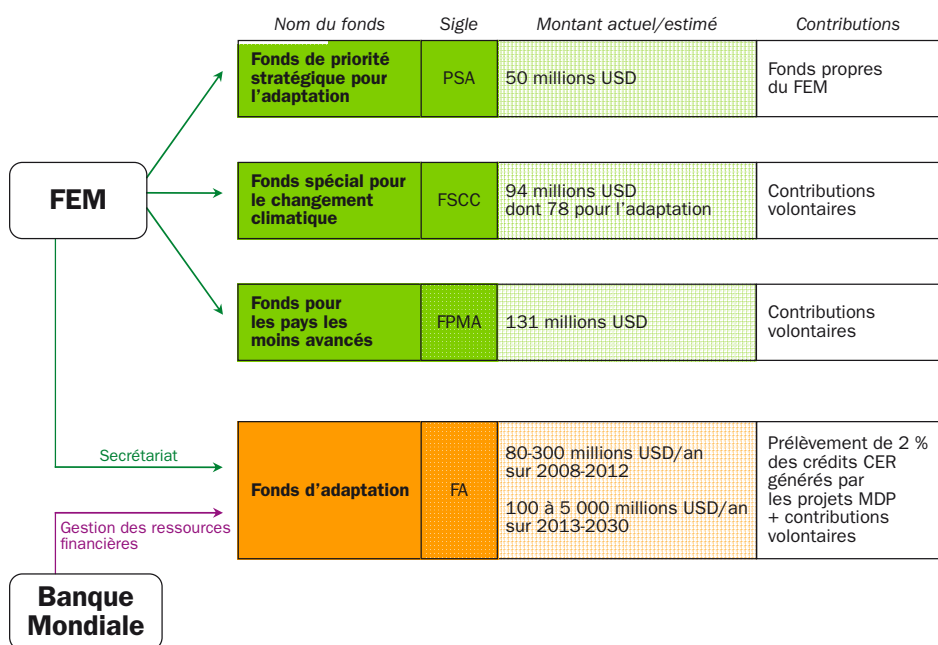 Nom du fonds
Sigle
Montant actuel/estimé
Contributions
Fonds de priorité
stratégique pour
l'adaptation
PSA
50 millions USD
Fonds propres
du FEM
FEM
Fonds spécial pour
le changement
climatique
FSCC
94 millions USD
dont 78 pour l'adaptation
Contributions
volontaires
Fonds pour
les pays les
moins avancés
FPMA
131 millions USD
Contributions
volontaires
Secrétariat
Fonds d'adaptation
FA
80-300 millions USD/an
sur 2008-2012
100 à 5 000 millions USD/an
sur 2013-2030
Prélèvement de 2 %
des crédits CER
générés par
les projets MDP
+ contributions
volontaires
Gestion des ressources
financières
Banque
Mondiale